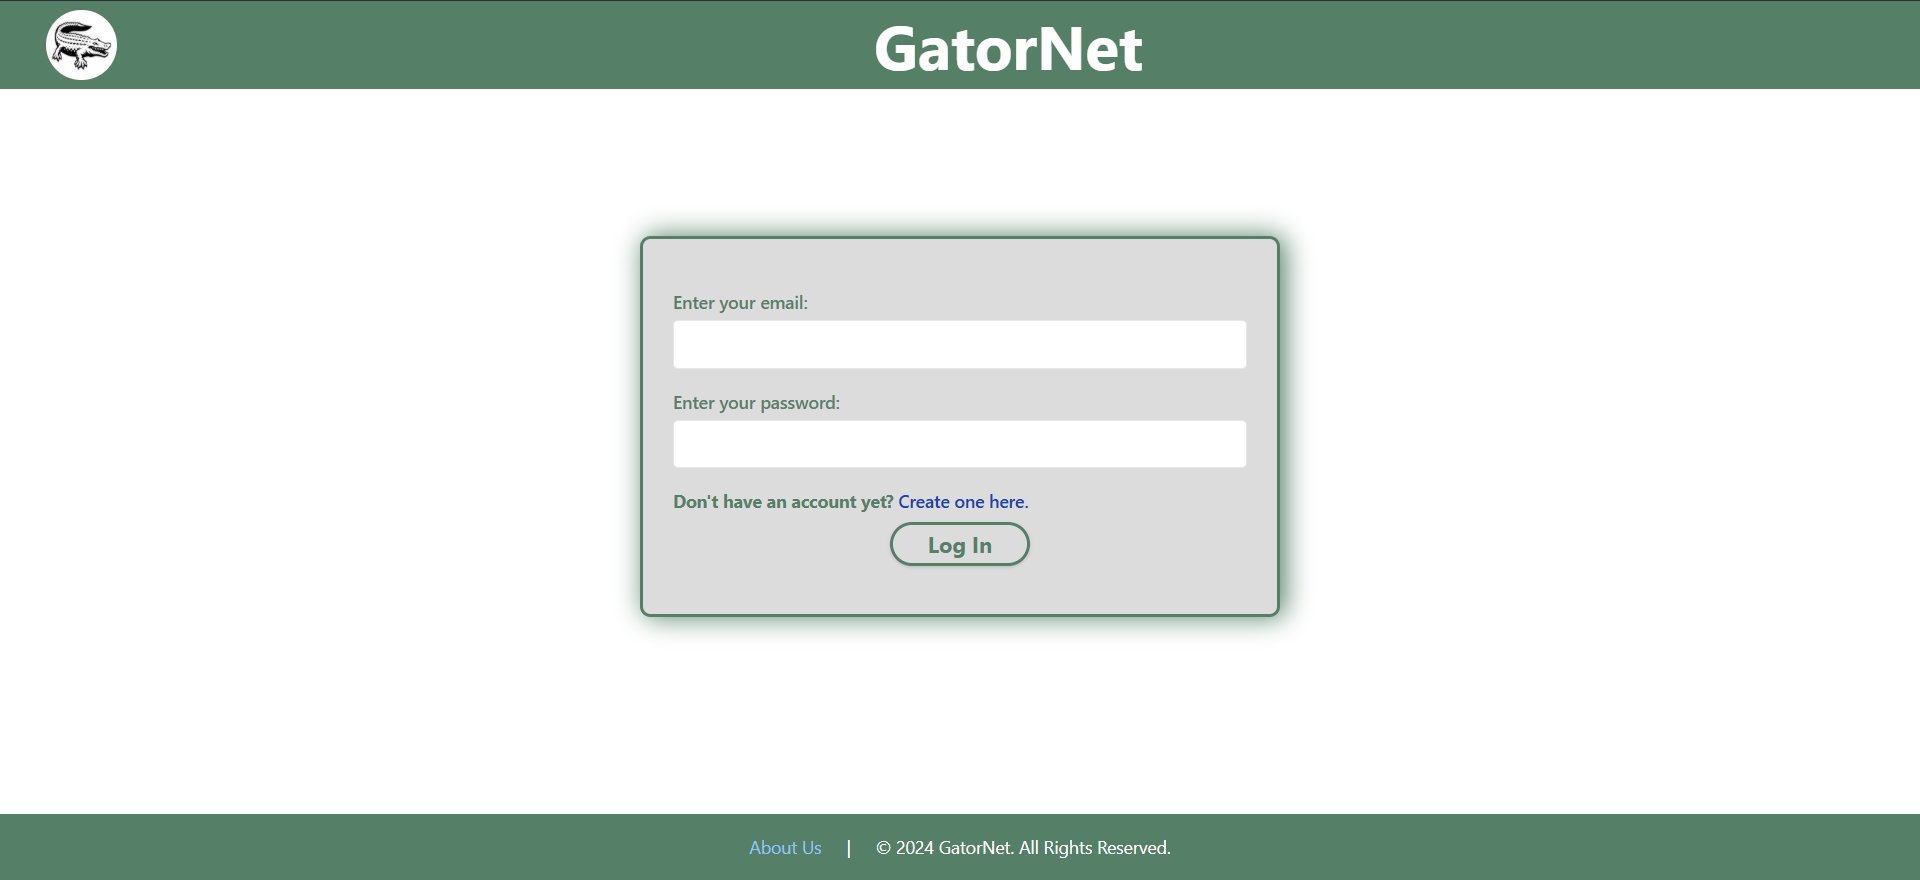 GatorNet
Enter your email:
Enter your password:
Don't have an account yet? Create one here.
Log In
About Us | © 2024 GatorNet. All Rights Reserved.